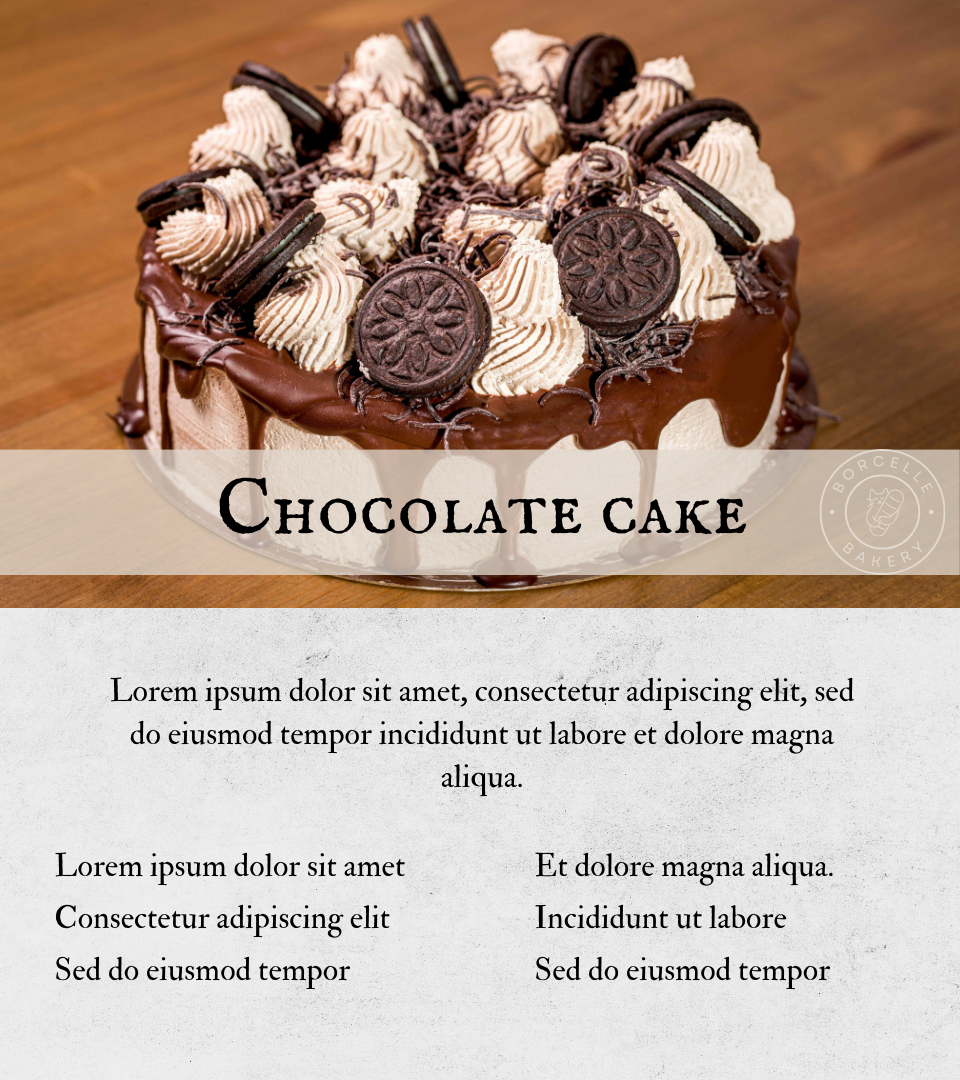 Chocolate cake
BORCELLE
BAKERY
Lorem ipsum dolor sit amet, consectetur adipiscing elit, sed
do eiusmod tempor incididunt ut labore et dolore magna
aliqua.
Lorem ipsum dolor sit amet
Consectetur adipiscing elit
Sed do eiusmod tempor
Et dolore magna aliqua.
Incididunt ut labore
Sed do eiusmod tempor